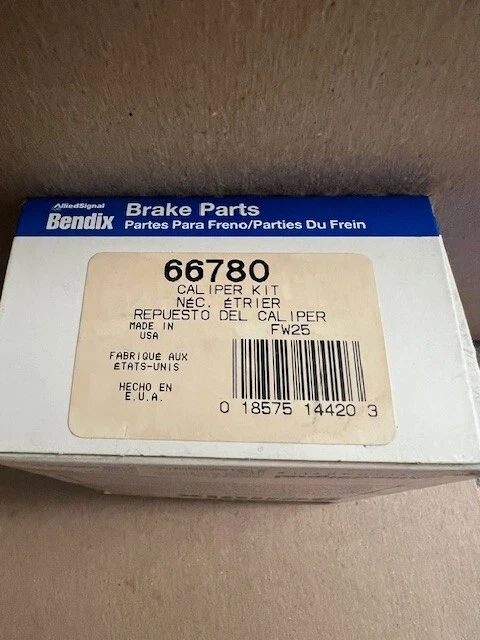 AlliedSignal
Bendix
Brake Parts
Partes Para Freno/Parties Du Frein
66780
CALIPER KIT
NÉC. ÉTRIER
REPUESTO DEL CALIPER
MADE IN
USA
FW25
FABRIQUÉ AUX
ÉTATS-UNIS
HECHO EN
E.U.A.
0 18575 14420 3